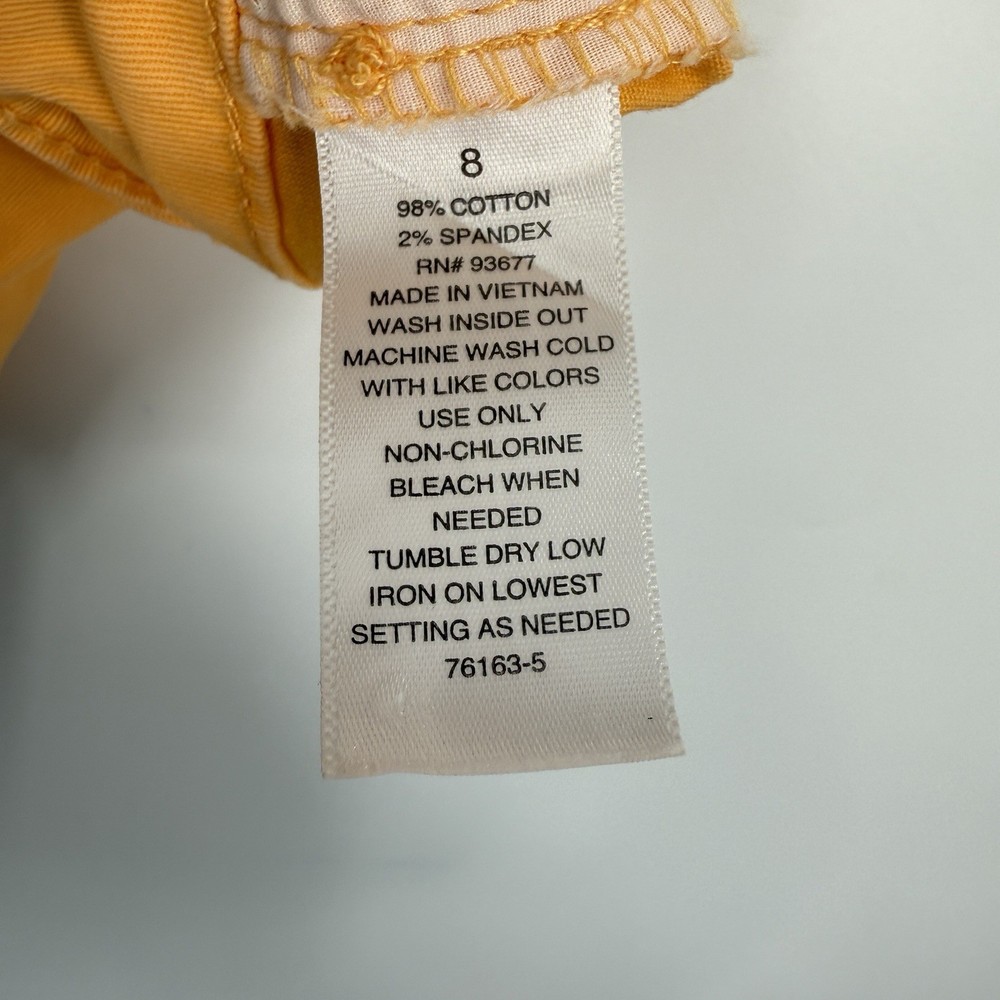 8
98% COTTON
2% SPANDEX
RN# 93677
MADE IN VIETNAM
WASH INSIDE OUT
MACHINE WASH COLD
WITH LIKE COLORS
USE ONLY
NON-CHLORINE
BLEACH WHEN
NEEDED
TUMBLE DRY LOW
IRON ON LOWEST
SETTING AS NEEDED
76163-5